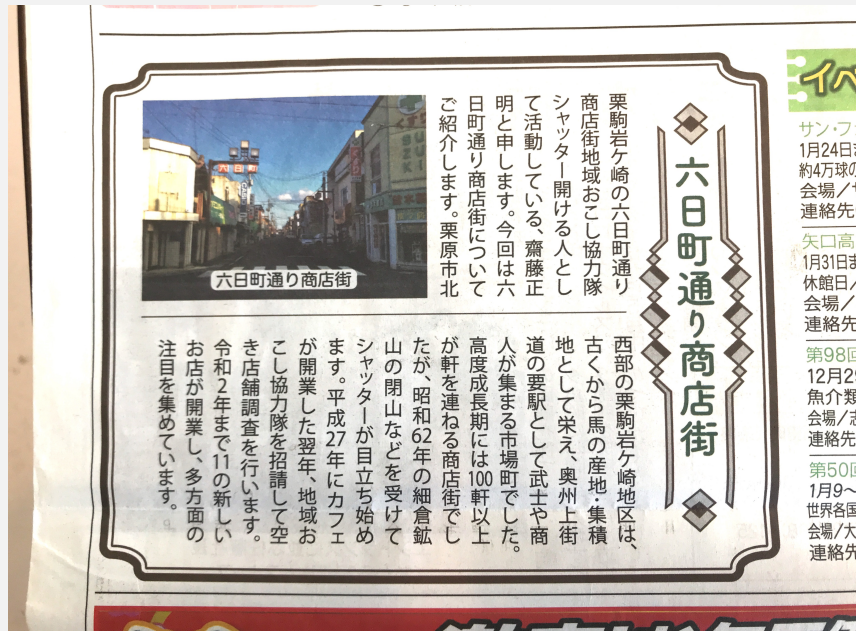 六日町通り商店街
栗駒岩ケ崎の六日町通り
商店街地域おこし協力隊
シャッター開ける人とし
て活動している、齋藤正
明と申します。今回は六
日町通り商店街について
ご紹介します。栗原市北
六日町
六日町通り商店街
西部の栗駒岩ケ崎地区は、
古くから馬の産地・集積
地として栄え、奥州上街
道の要駅として武士や商
人が集まる市場町でした。
高度成長期には100軒以上
が軒を連ねる商店街でし
たが、昭和62年の細倉鉱
山の閉山などを受けて
シャッターが目立ち始め
ます。平成27年にカフェ
が開業した翌年、地域お
こし協力隊を招請して空
き店舗調査を行います。
令和2年まで11の新しい
お店が開業し、多方面の
注目を集めています。
イベ
サン・フ
1月24日
約4万球の
会場/
連絡先
矢口高
1月31日
休館日/
会場/
連絡先
第98回
12月2
魚介類
会場/
連絡先
第50回
1月9〜
世界各国
会場/大
連絡先